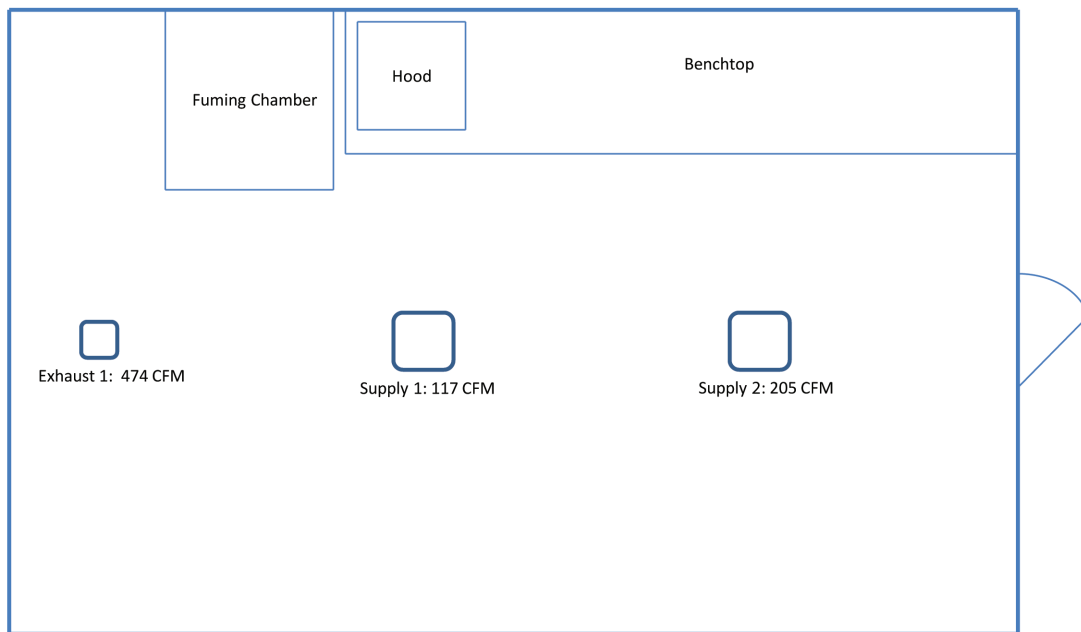 Benchtop
Hood
Fuming Chamber
Exhaust 1:  474 CFM
Supply 1: 117 CFM
Supply 2: 205 CFM